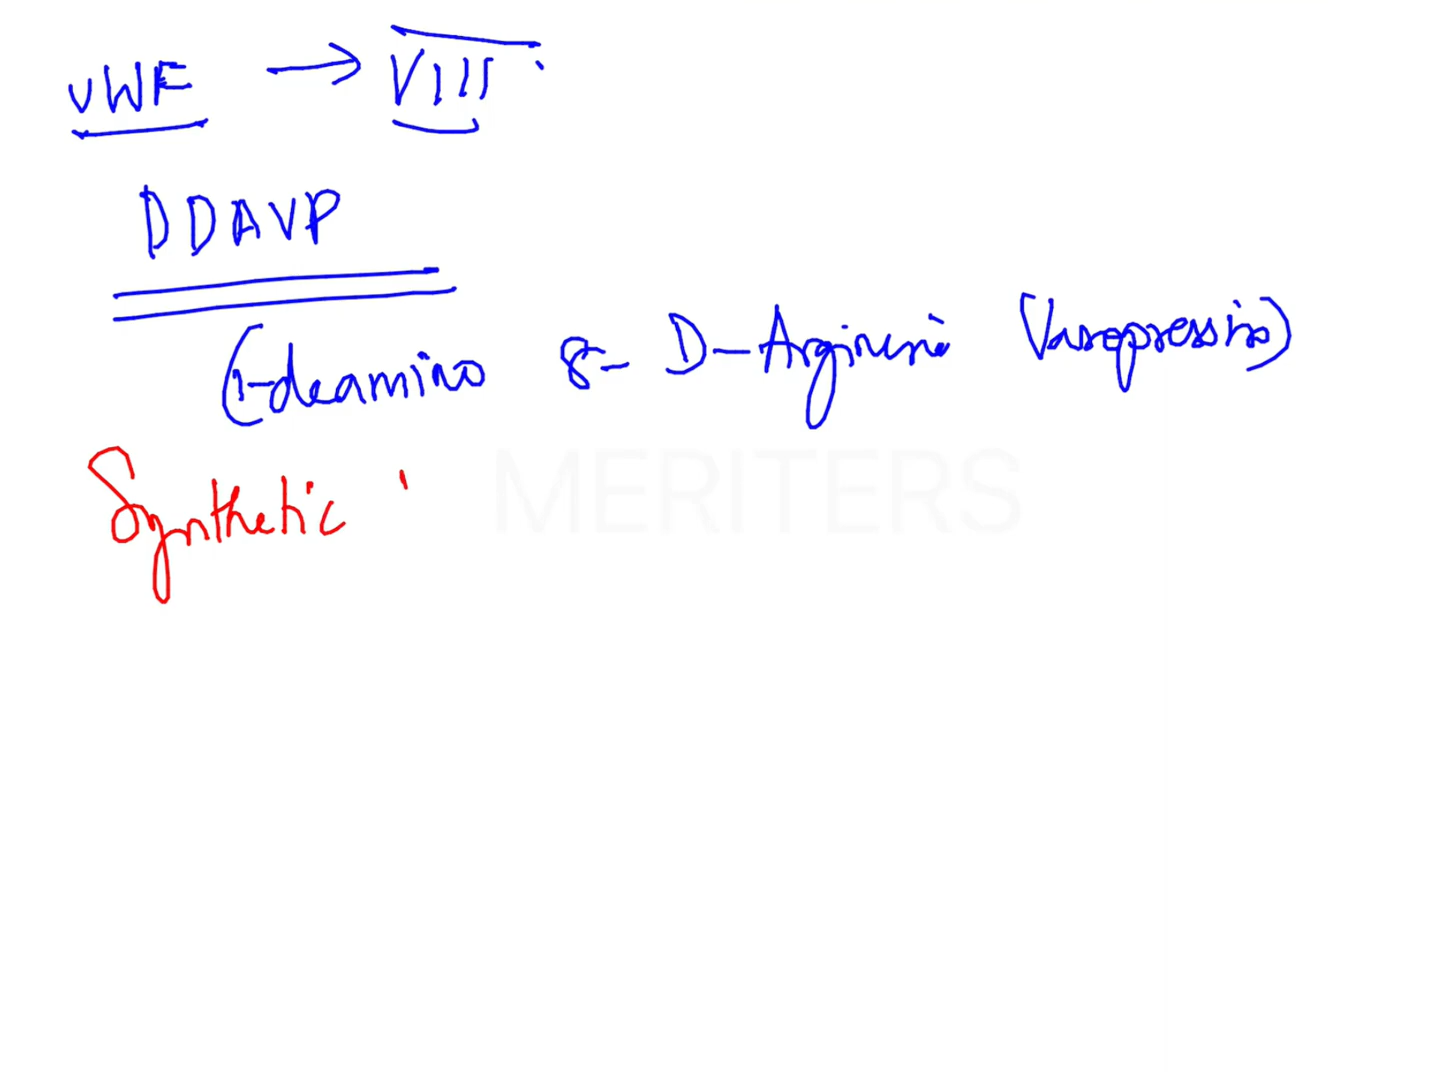 vWF → VIII
DDAVP
(1-deamino 8- D-Arginine Vasopressin)
Synthetic
MERITERS